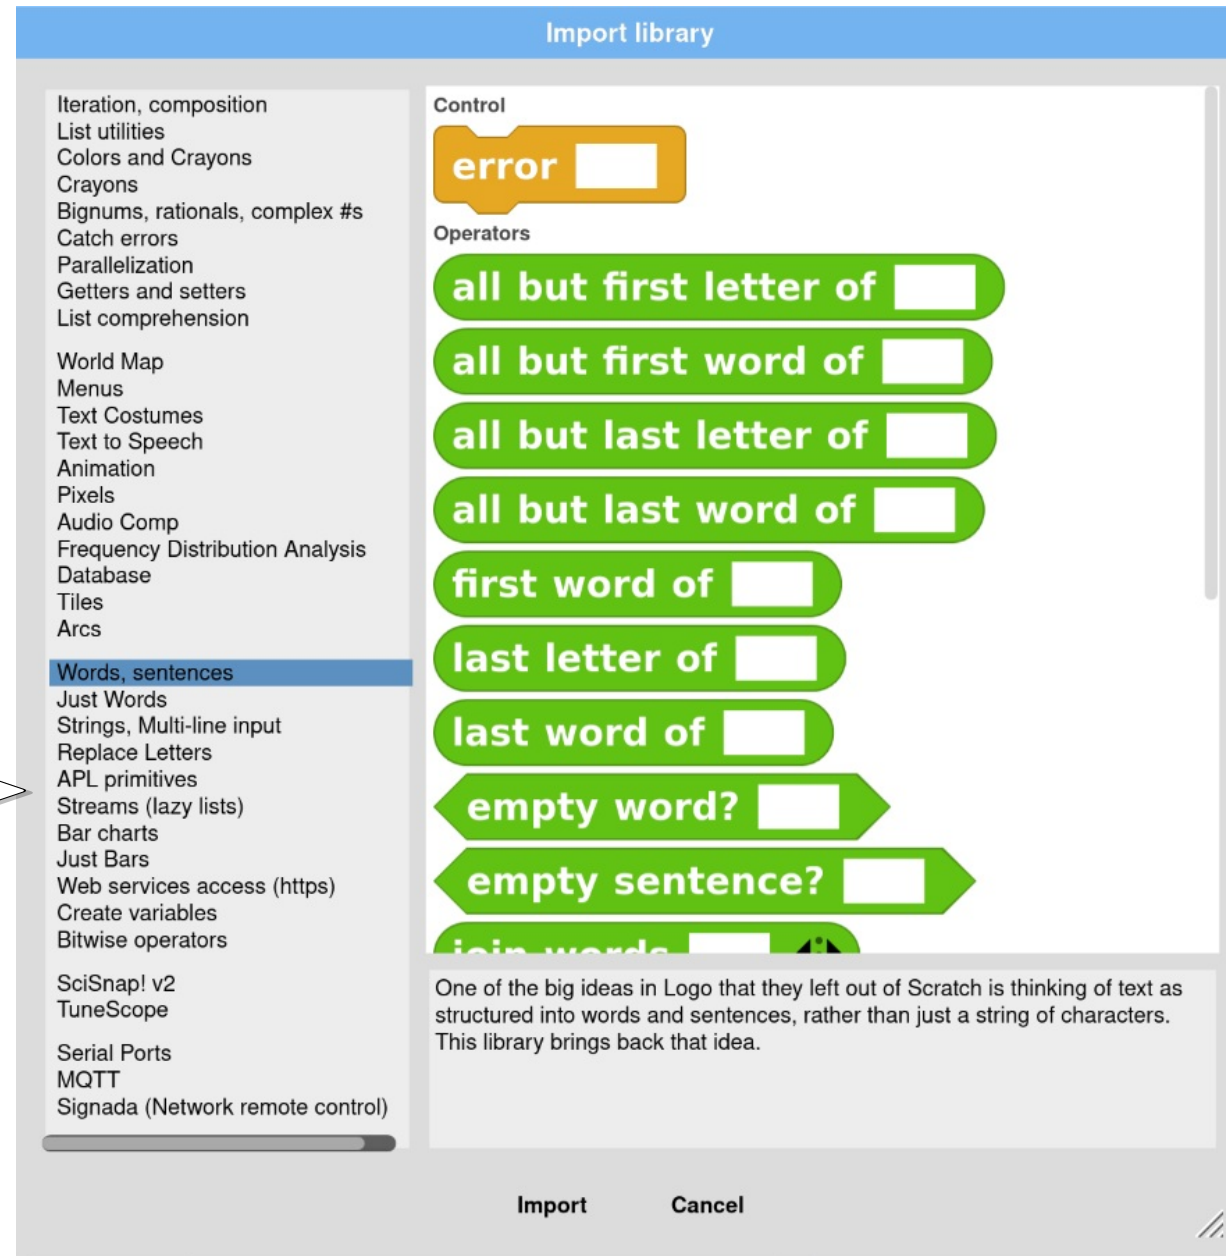 Import library
Iteration, composition
List utilities
Colors and Crayons
Crayons
Bignums, rationals, complex #s
Catch errors
Parallelization
Getters and setters
List comprehension
World Map
Menus
Text Costumes
Text to Speech
Animation
Pixels
Audio Comp
Frequency Distribution Analysis
Database
Tiles
Arcs
Words, sentences
Just Words
Strings, Multi-line input
Replace Letters
APL primitives
Streams (lazy lists)
Bar charts
Just Bars
Web services access (https)
Create variables
Bitwise operators
SciSnap! v2
TuneScope
Serial Ports
MQTT
Signada (Network remote control)
Control
error
Operators
all but first letter of
all but first word of
all but last letter of
all but last word of
first word of
last letter of
last word of
empty word?
empty sentence?
join words
One of the big ideas in Logo that they left out of Scratch is thinking of text as
structured into words and sentences, rather than just a string of characters.
This library brings back that idea.
Import Cancel